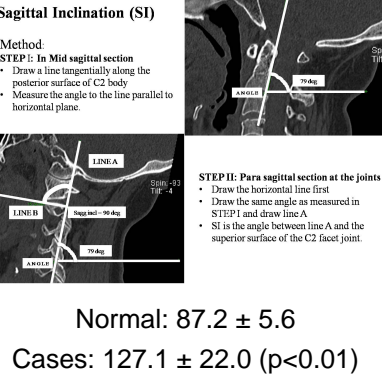 Sagittal Inclination (SI)
Method:
STEP I: In Mid sagittal section
• Draw a line tangentially along the
posterior surface of C2 body
• Measure the angle to the line parallel to
horizontal plane.
79 deg
ANGLE
LINE A
Spin: -93
Tilt: -4
LINE B
Sagg incl = 90 deg
79 deg
ANGLE
STEP II: Para sagittal section at the joints
• Draw the horizontal line first
• Draw the same angle as measured in
STEP I and draw line A
• SI is the angle between line A and the
superior surface of the C2 facet joint.
Normal: 87.2 ± 5.6
Cases: 127.1 ± 22.0 (p<0.01)